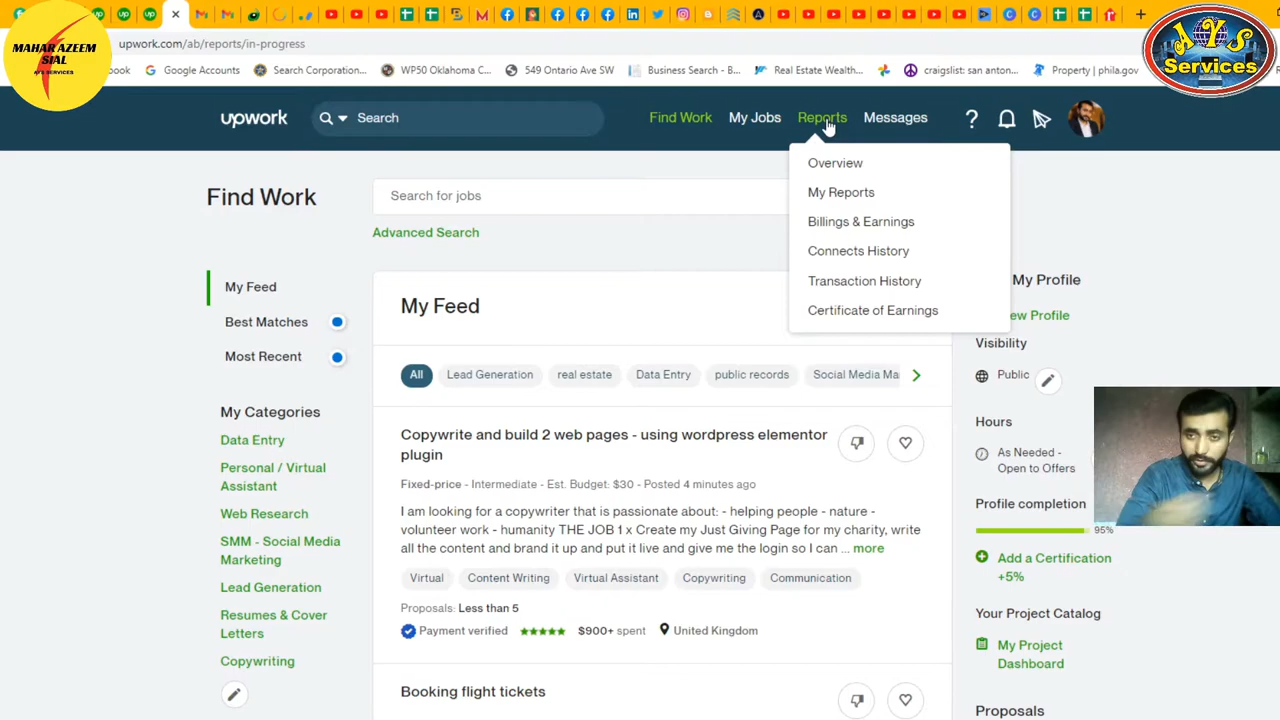 MAHAR AZEEM
SIAL
AYS SERVICES
AYS
Services
upwork.com/ab/reports/in-progress
ook
Google Accounts
Search Corporation...
WP50 Oklahoma C...
549 Ontario Ave SW
Business Search - B...
Real Estate Wealth...
craigslist: san anton...
Property | phila.gov
upwork
Search
Find Work
My Jobs
Reports
Messages
Overview
My Reports
Billings & Earnings
Connects History
Transaction History
Certificate of Earnings
Find Work
Search for jobs
Advanced Search
My Feed
Best Matches
Most Recent
My Categories
Data Entry
Personal / Virtual
Assistant
Web Research
SMM - Social Media
Marketing
Lead Generation
Resumes & Cover
Letters
Copywriting
My Feed
All
Lead Generation
real estate
Data Entry
public records
Social Media Ma
Copywrite and build 2 web pages - using wordpress elementor
plugin
Fixed-price - Intermediate - Est. Budget: $30 - Posted 4 minutes ago
I am looking for a copywriter that is passionate about: - helping people - nature -
volunteer work - humanity THE JOB 1 x Create my Just Giving Page for my charity, write
all the content and brand it up and put it live and give me the login so I can ... more
Virtual
Content Writing
Virtual Assistant
Copywriting
Communication
Proposals: Less than 5
Payment verified
$900+ spent
United Kingdom
Booking flight tickets
My Profile
ew Profile
Visibility
Public
Hours
As Needed -
Open to Offers
Profile completion
95%
Add a Certification
+5%
Your Project Catalog
My Project
Dashboard
Proposals